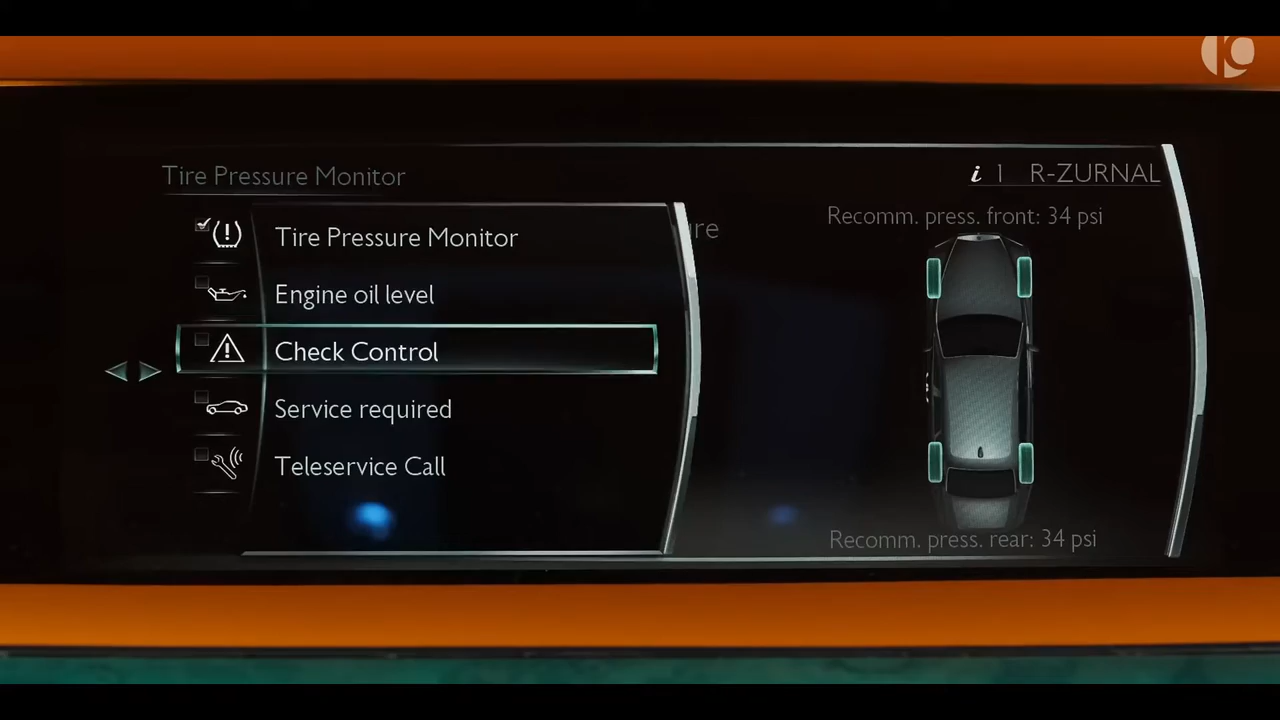 Tire Pressure Monitor
i 1 R-ZURNAL
Tire Pressure Monitor
Engine oil level
Check Control
Service required
Teleservice Call
Recomm. press. front: 34 psi
Recomm. press. rear: 34 psi